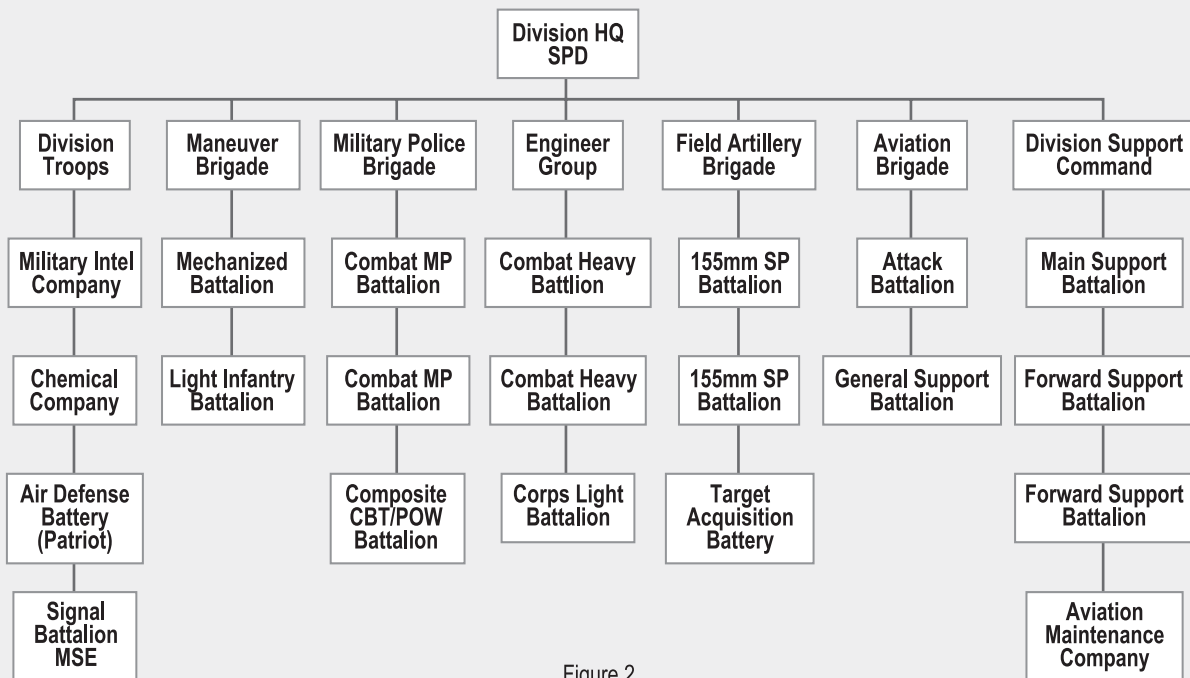 Division HQ
SPD
Division
Troops
Maneuver
Brigade
Military Police
Brigade
Engineer
Group
Field Artillery
Brigade
Aviation
Brigade
Division Support
Command
Military Intel
Company
Mechanized
Battalion
Combat MP
Battalion
Combat Heavy
Battlion
155mm SP
Battalion
Attack
Battalion
Main Support
Battalion
Chemical
Company
Light Infantry
Battalion
Combat MP
Battalion
Combat Heavy
Battalion
155mm SP
Battalion
General Support
Battalion
Forward Support
Battalion
Air Defense
Battery
(Patriot)
Composite
CBT/POW
Battalion
Corps Light
Battalion
Target
Acquisition
Battery
Forward Support
Battalion
Signal
Battalion
MSE
Aviation
Maintenance
Company
Figure 2